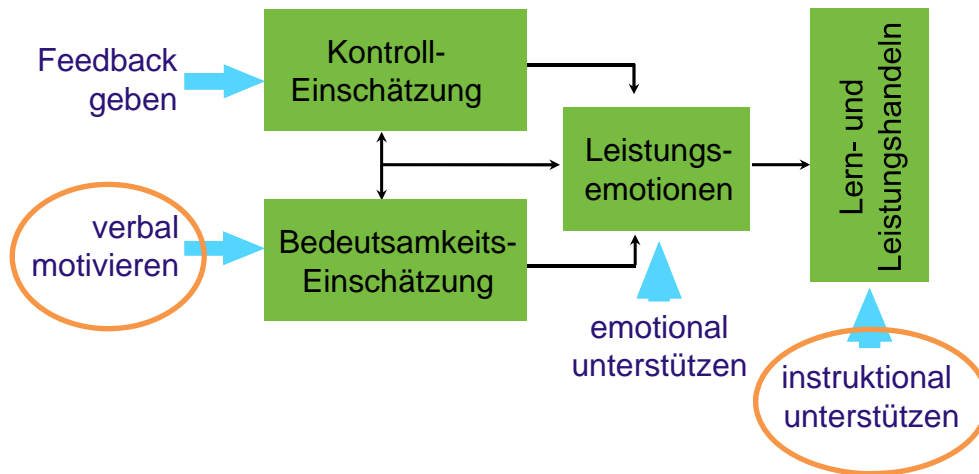 Feedback
geben
Kontroll-
Einschätzung
verbal
motivieren
Bedeutsamkeits-
Einschätzung
Leistungs-
emotionen
emotional
unterstützen
Lern- und
Leistungshandeln
instruktional
unterstützen